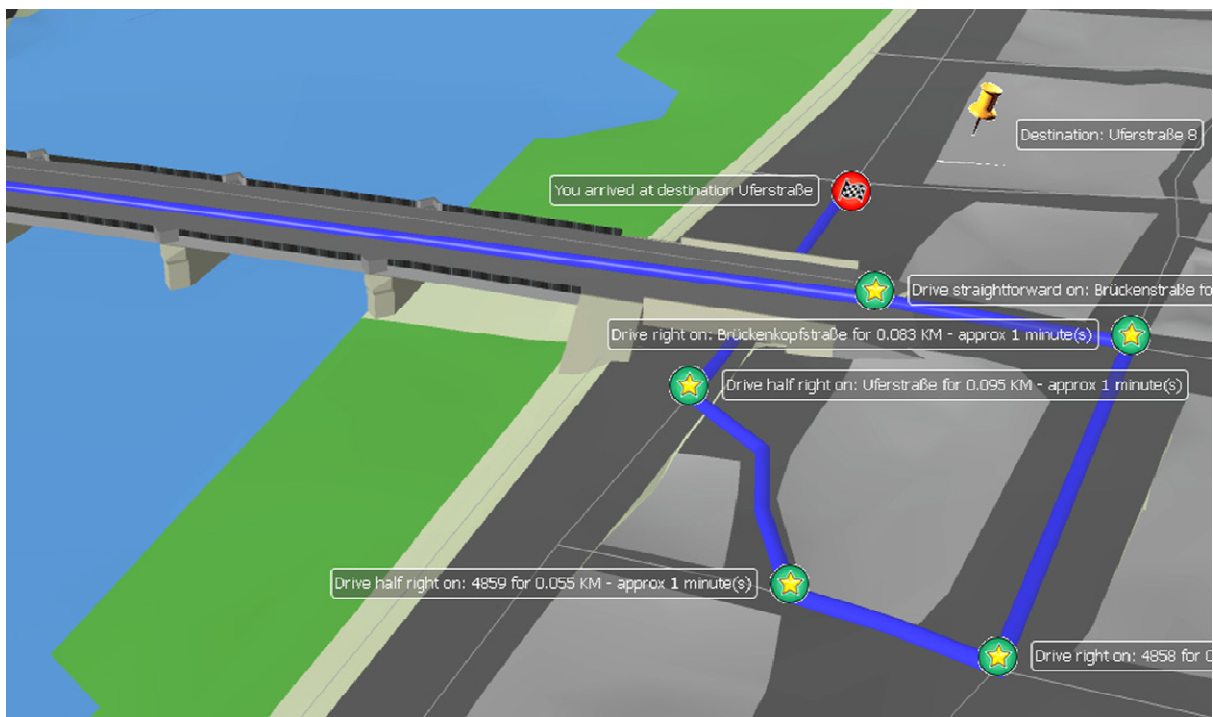 Destination: Uferstraße 8
You arrived at destination Uferstraße
Drive straightforward on: Brückenstraße fo
Drive right on: Brückenkopfstraße for 0.083 KM - approx 1 minute(s)
Drive half right on: Uferstraße for 0.095 KM - approx 1 minute(s)
Drive half right on: 4859 for 0.055 KM - approx 1 minute(s)
Drive right on: 4858 for 0